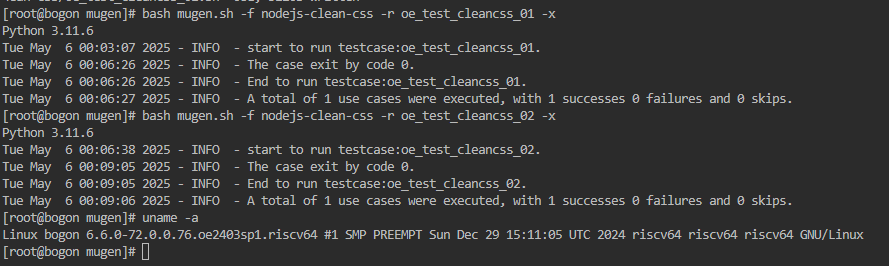 [root@bogon mugen]# bash mugen.sh -f nodejs-clean-css -r oe_test_cleancss_01 -x
Python 3.11.6
Tue May  6 00:03:07 2025 - INFO  - start to run testcase:oe_test_cleancss_01.
Tue May  6 00:06:26 2025 - INFO  - The case exit by code 0.
Tue May  6 00:06:26 2025 - INFO  - End to run testcase:oe_test_cleancss_01.
Tue May  6 00:06:27 2025 - INFO  - A total of 1 use cases were executed, with 1 successes 0 failures and 0 skips.
[root@bogon mugen]# bash mugen.sh -f nodejs-clean-css -r oe_test_cleancss_02 -x
Python 3.11.6
Tue May  6 00:06:38 2025 - INFO  - start to run testcase:oe_test_cleancss_02.
Tue May  6 00:09:05 2025 - INFO  - The case exit by code 0.
Tue May  6 00:09:05 2025 - INFO  - End to run testcase:oe_test_cleancss_02.
Tue May  6 00:09:06 2025 - INFO  - A total of 1 use cases were executed, with 1 successes 0 failures and 0 skips.
[root@bogon mugen]# uname -a
Linux bogon 6.6.0-72.0.0.76.oe2403sp1.riscv64 #1 SMP PREEMPT Sun Dec 29 15:11:05 UTC 2024 riscv64 riscv64 riscv64 GNU/Linux
[root@bogon mugen]#